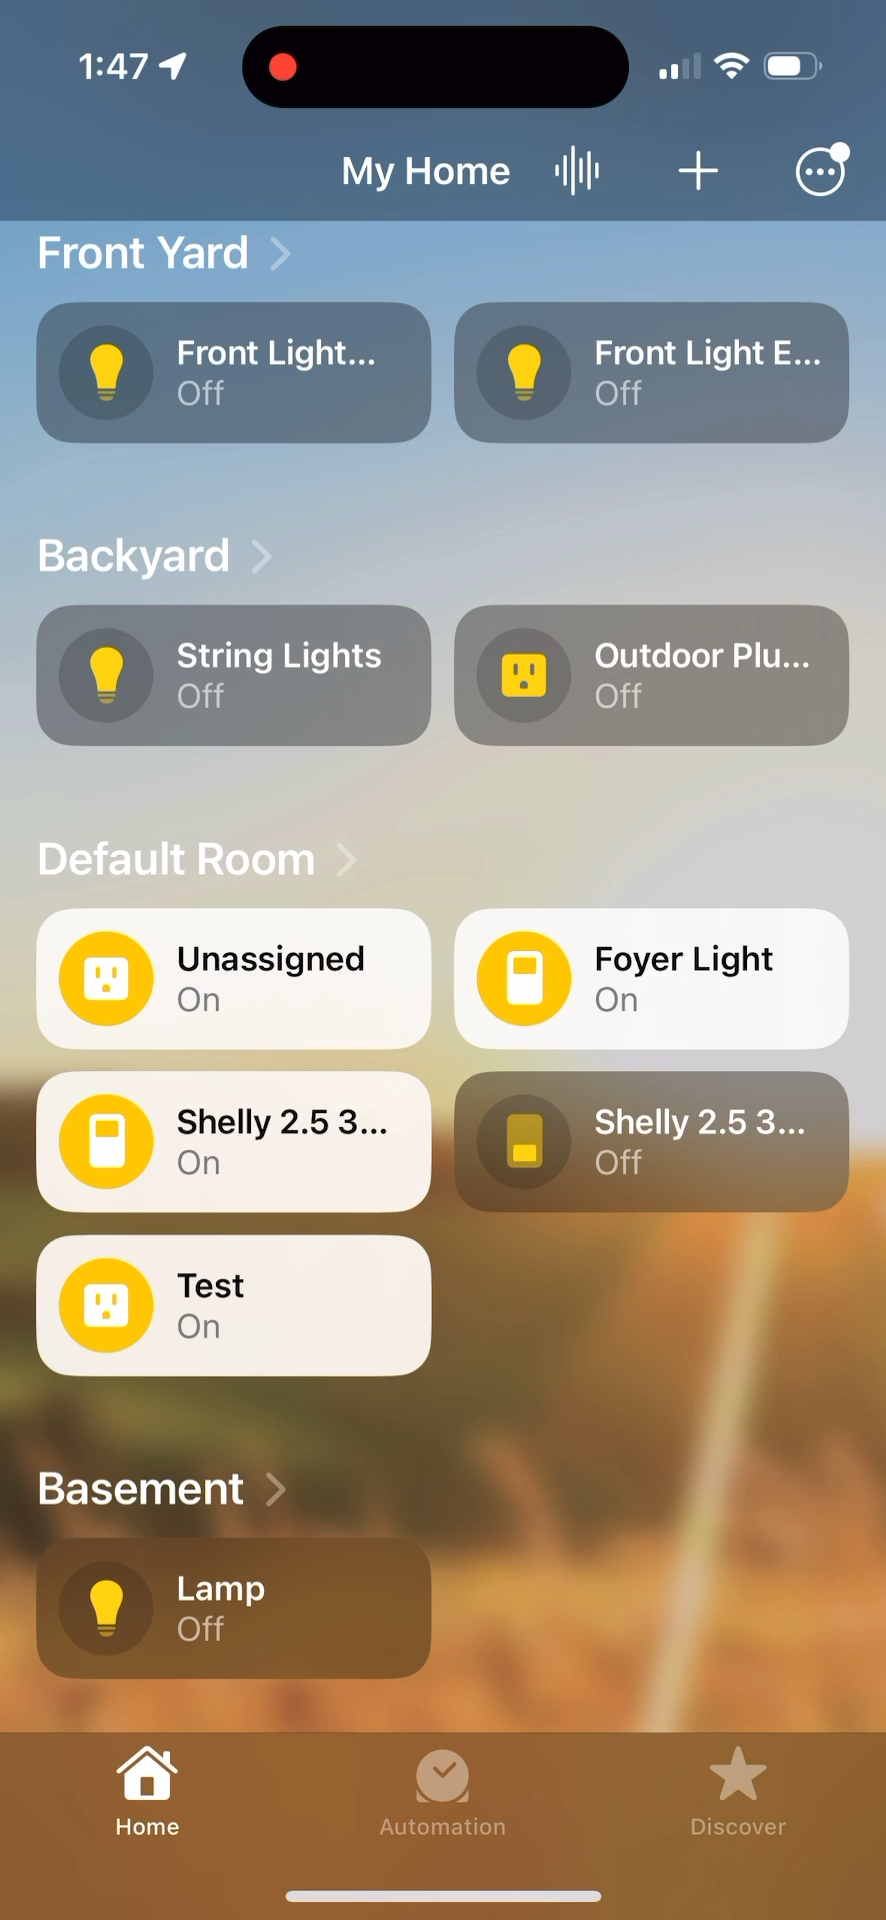 1:47
My Home
Front Yard
Front Light...
Off
Front Light E...
Off
Backyard
String Lights
Off
Outdoor Plu...
Off
Default Room
Unassigned
On
Foyer Light
On
Shelly 2.5 3...
On
Shelly 2.5 3...
Off
Test
On
Basement
Lamp
Off
Home
Automation
Discover